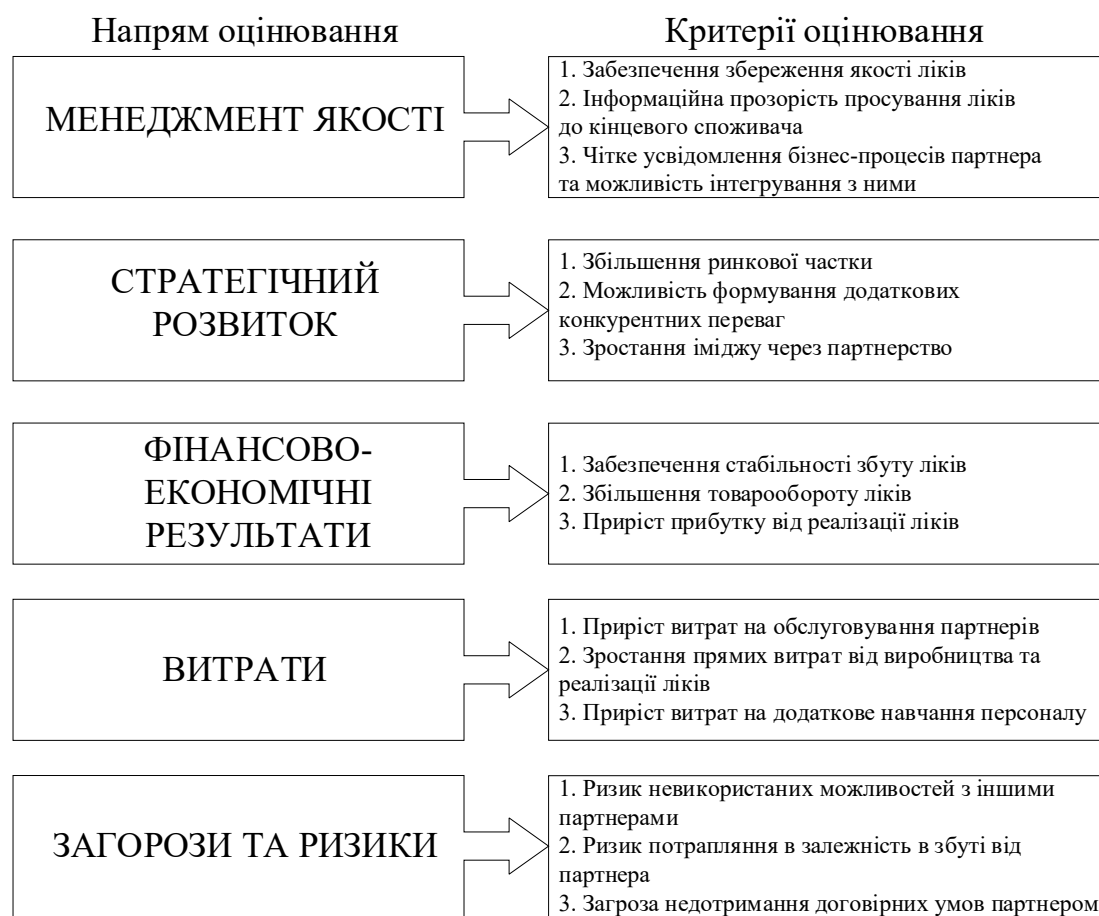 Напрям оцінювання
Критерії оцінювання
МЕНЕДЖМЕНТ ЯКОСТІ
1. Забезпечення збереження якості ліків
2. Інформаційна прозорість просування ліків
до кінцевого споживача
3. Чітке усвідомлення бізнес-процесів партнера
та можливість інтегрування з ними
СТРАТЕГІЧНИЙ
РОЗВИТОК
1. Збільшення ринкової частки
2. Можливість формування додаткових
конкурентних переваг
3. Зростання іміджу через партнерство
ФІНАНСОВО-
ЕКОНОМІЧНІ
РЕЗУЛЬТАТИ
1. Забезпечення стабільності збуту ліків
2. Збільшення товарообороту ліків
3. Приріст прибутку від реалізації ліків
ВИТРАТИ
1. Приріст витрат на обслуговування партнерів
2. Зростання прямих витрат від виробництва та
реалізації ліків
3. Приріст витрат на додаткове навчання персоналу
ЗАГОРОЗИ ТА РИЗИКИ
1. Ризик невикористаних можливостей з іншими
партнерами
2. Ризик потрапляння в залежність в збуті від
партнера
3. Загроза недотримання договірних умов партнером